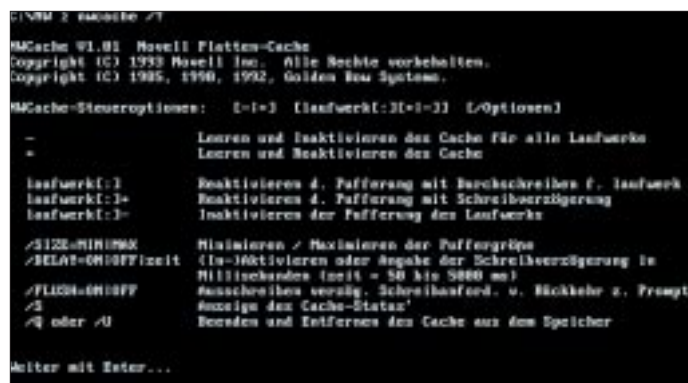 C:\NW > nwcache /?
NWCache V1.01 Novell Platten-Cache
Copyright (C) 1993 Novell Inc. Alle Rechte vorbehalten.
Copyright (C) 1985, 1990, 1992, Golden Bow Systems.
NWCache-Steueroptionen: [-|+] [laufwerk[:][+|-]] [/Optionen]
- Leeren und Inaktivieren des Cache für alle Laufwerke
+ Leeren und Reaktivieren des Cache
laufwerk[:] Reaktivieren d. Pufferung mit Durchschreiben f. laufwerk
laufwerk[:]+ Reaktivieren d. Pufferung mit Schreibverzögerung
laufwerk[:]- Inaktivieren der Pufferung des Laufwerks
/SIZE=MIN|MAX Minimieren / Maximieren der Puffergröße
/DELAY=ON|OFF|zeit (In-)Aktivieren oder Angabe der Schreibverzögerung in
Millisekunden (zeit = 50 bis 5000 ms)
/FLUSH=ON|OFF Ausschreiben verzög. Schreibanford. v. Rückkehr z. Prompt
/S Anzeige des Cache-Status'
/Q oder /U Beenden und Entfernen des Cache aus dem Speicher
Weiter mit Enter...